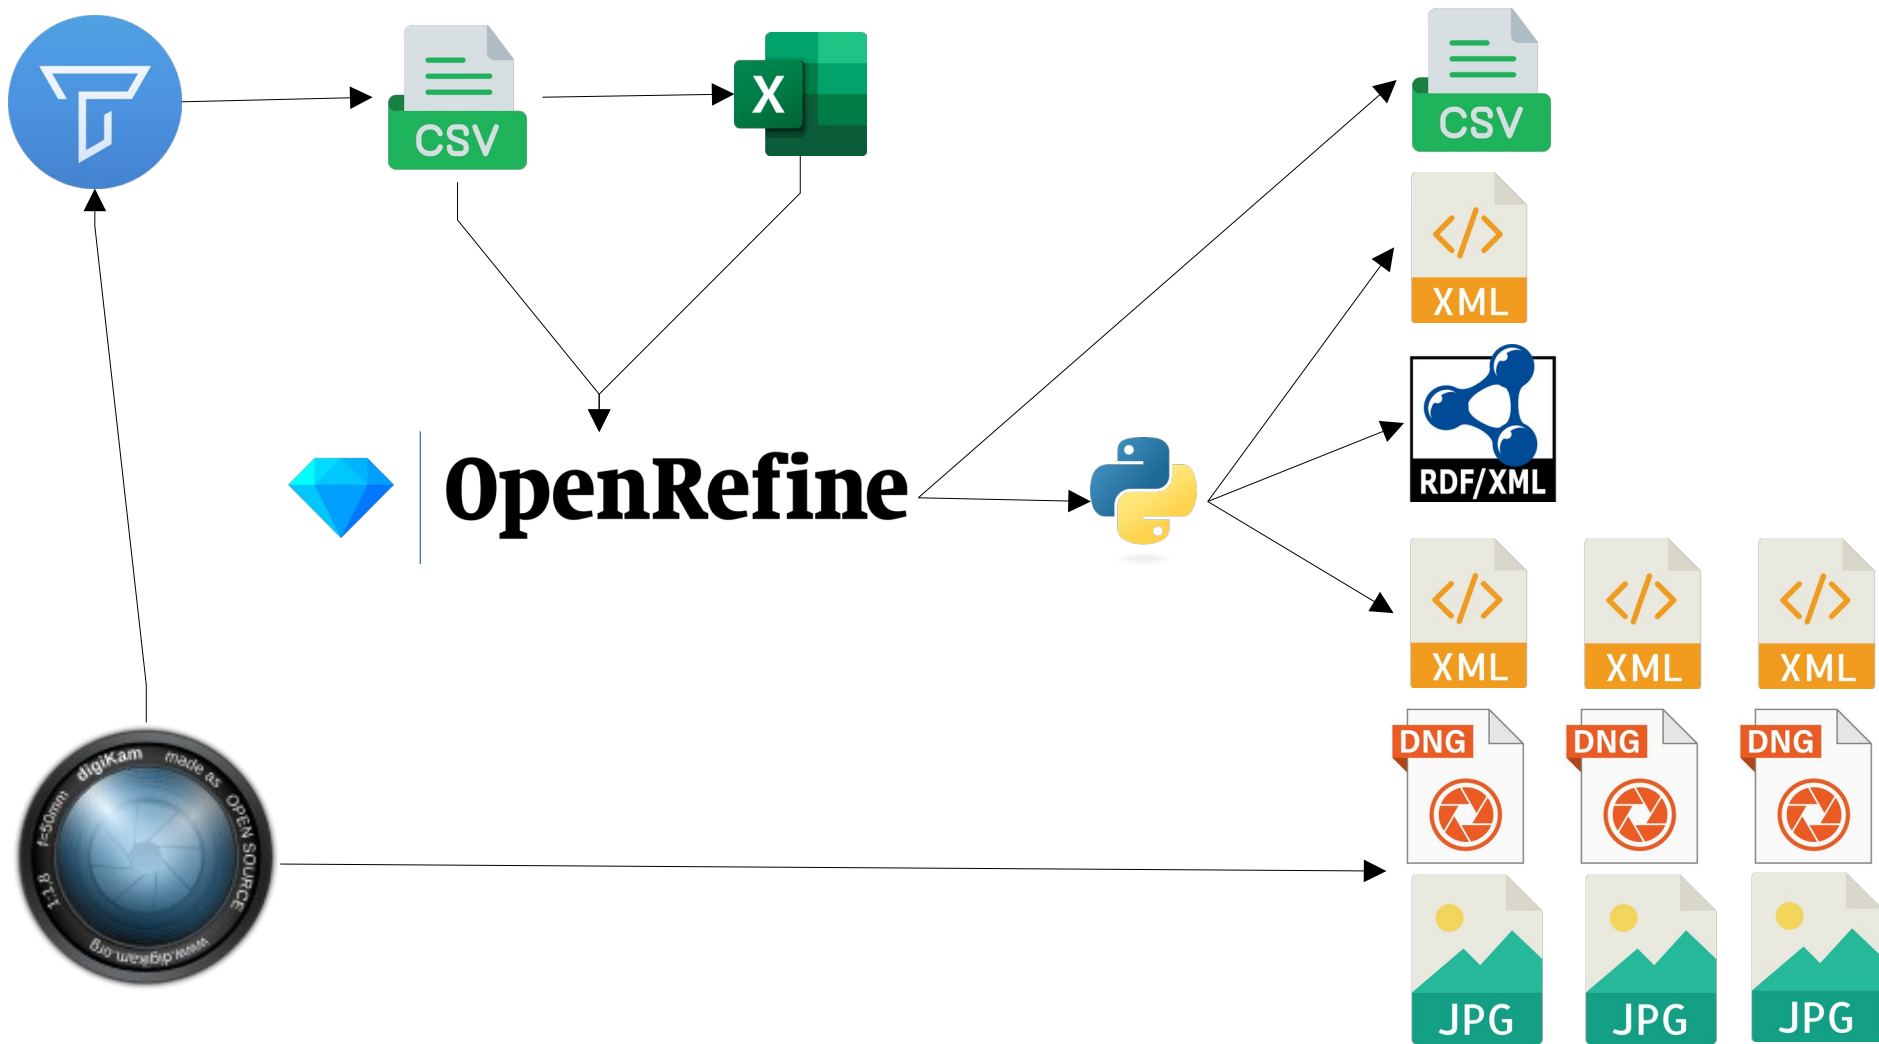 CSV
X
CSV
XML
OpenRefine
RDF/XML
XML
XML
XML
digiKam made as OPEN SOURCE
www.digikam.org
1:1,8 f=50mm
DNG
DNG
DNG
JPG
JPG
JPG